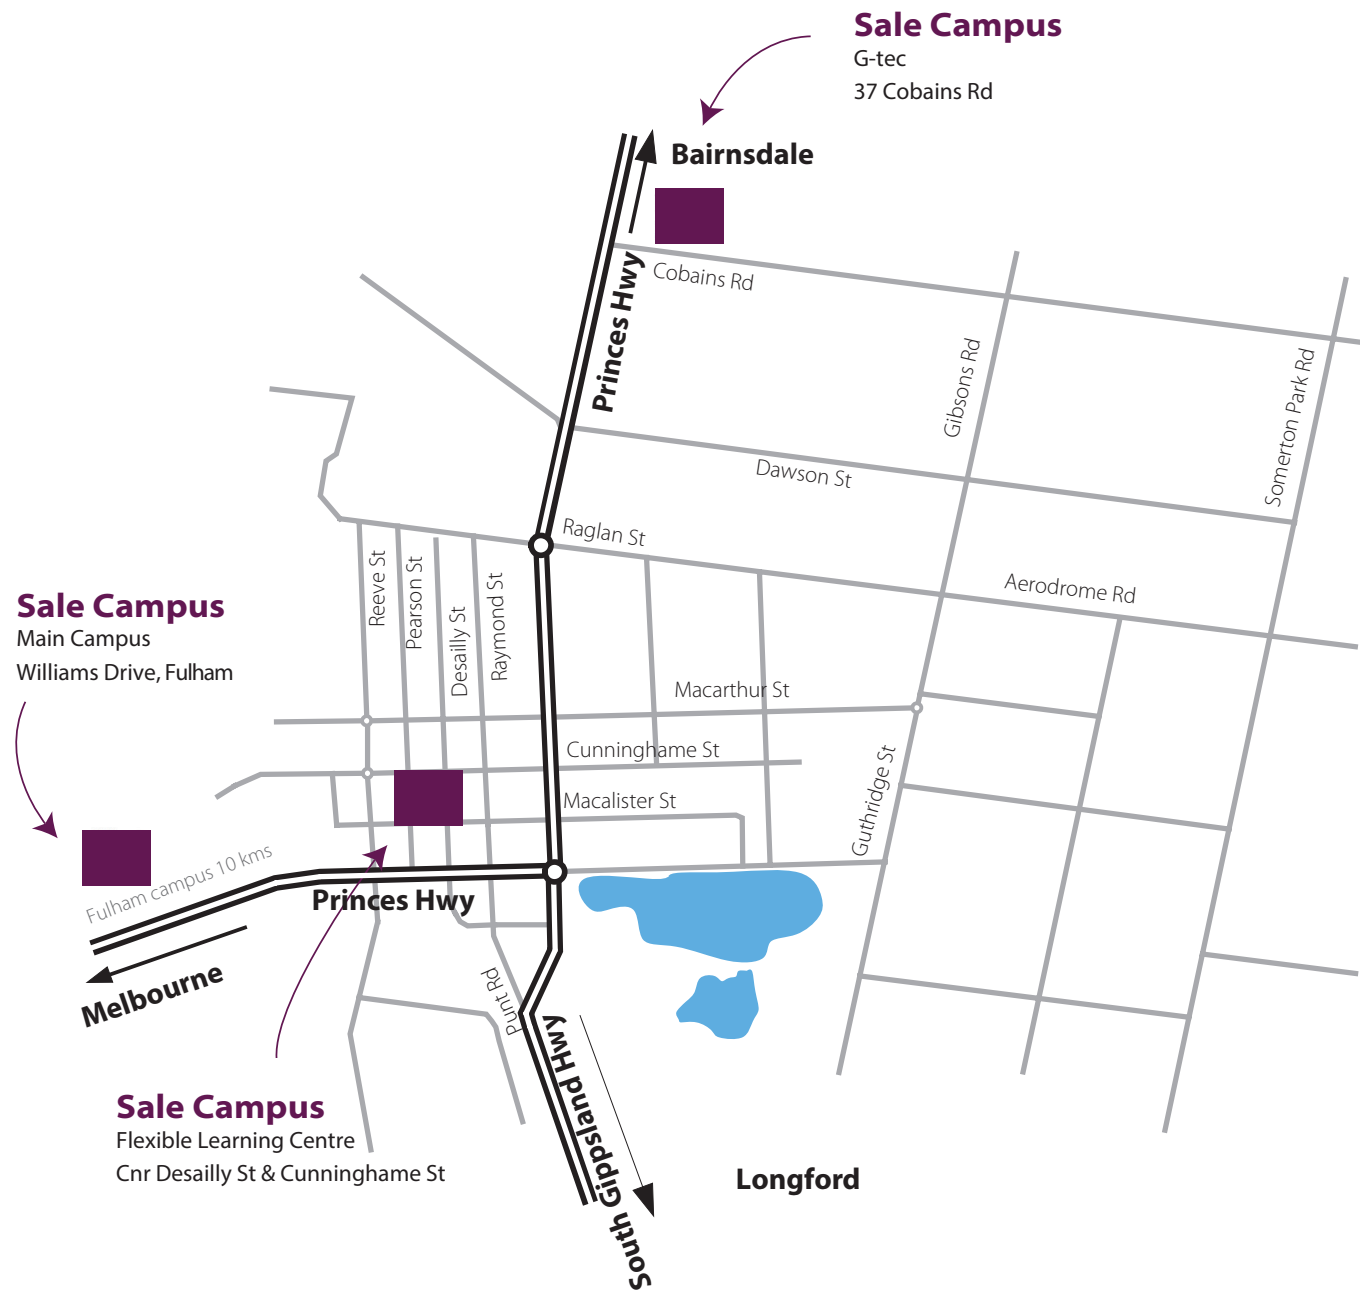 Sale Campus
G-tec
37 Cobains Rd
Bairnsdale
Cobains Rd
Princes Hwy
Gibsons Rd
Somerton Park Rd
Dawson St
Raglan St
Aerodrome Rd
Reeve St
Pearson St
Desailly St
Raymond St
Sale Campus
Main Campus
Williams Drive, Fulham
Macarthur St
Cunninghame St
Macalister St
Guthridge St
Fulham campus 10 kms
Princes Hwy
Melbourne
Punt Rd
South Gippsland Hwy
Sale Campus
Flexible Learning Centre
Cnr Desailly St & Cunninghame St
Longford